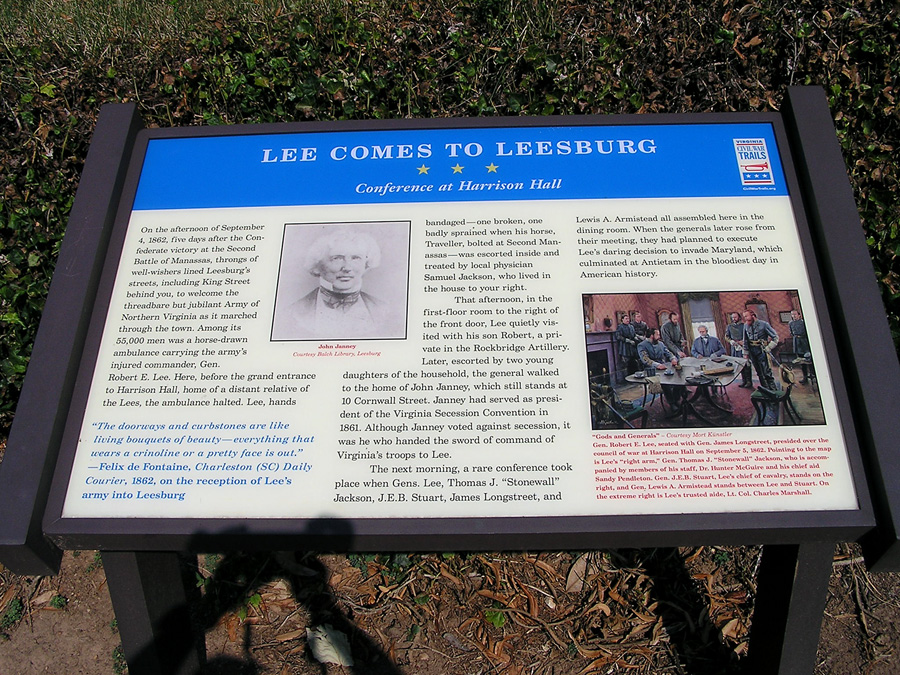 LEE COMES TO LEESBURG
Conference at Harrison Hall
VIRGINIA
CIVIL WAR
TRAILS
CivilWarTrails.org
On the afternoon of September
4, 1862, five days after the Con-
federate victory at the Second
Battle of Manassas, throngs of
well-wishers lined Leesburg's
streets, including King Street
behind you, to welcome the
threadbare but jubilant Army of
Northern Virginia as it marched
through the town. Among its
55,000 men was a horse-drawn
ambulance carrying the army's
injured commander, Gen.
Robert E. Lee. Here, before the grand entrance
to Harrison Hall, home of a distant relative of
the Lees, the ambulance halted. Lee, hands
"The doorways and curbstones are like
living bouquets of beauty—everything that
wears a crinoline or a pretty face is out."
—Felix de Fontaine, Charleston (SC) Daily
Courier, 1862, on the reception of Lee's
army into Leesburg
John Janney
Courtesy Balch Library, Leesburg
bandaged—one broken, one
badly sprained when his horse,
Traveller, bolted at Second Man-
assas—was escorted inside and
treated by local physician
Samuel Jackson, who lived in
the house to your right.
That afternoon, in the
first-floor room to the right of
the front door, Lee quietly vis-
ited with his son Robert, a pri-
vate in the Rockbridge Artillery.
Later, escorted by two young
daughters of the household, the general walked
to the home of John Janney, which still stands at
10 Cornwall Street. Janney had served as presi-
dent of the Virginia Secession Convention in
1861. Although Janney voted against secession, it
was he who handed the sword of command of
Virginia's troops to Lee.
The next morning, a rare conference took
place when Gens. Lee, Thomas J. "Stonewall"
Jackson, J.E.B. Stuart, James Longstreet, and
Lewis A. Armistead all assembled here in the
dining room. When the generals later rose from
their meeting, they had planned to execute
Lee's daring decision to invade Maryland, which
culminated at Antietam in the bloodiest day in
American history.
"Gods and Generals" – Courtesy Mort Künstler
Gen. Robert E. Lee, seated with Gen. James Longstreet, presided over the
council of war at Harrison Hall on September 5, 1862. Pointing to the map
is Lee's "right arm," Gen. Thomas J. "Stonewall" Jackson, who is accom-
panied by members of his staff, Dr. Hunter McGuire and his chief aid
Sandy Pendleton. Gen. J.E.B. Stuart, Lee's chief of cavalry, stands on the
right, and Gen. Lewis A. Armistead stands between Lee and Stuart. On
the extreme right is Lee's trusted aide, Lt. Col. Charles Marshall.